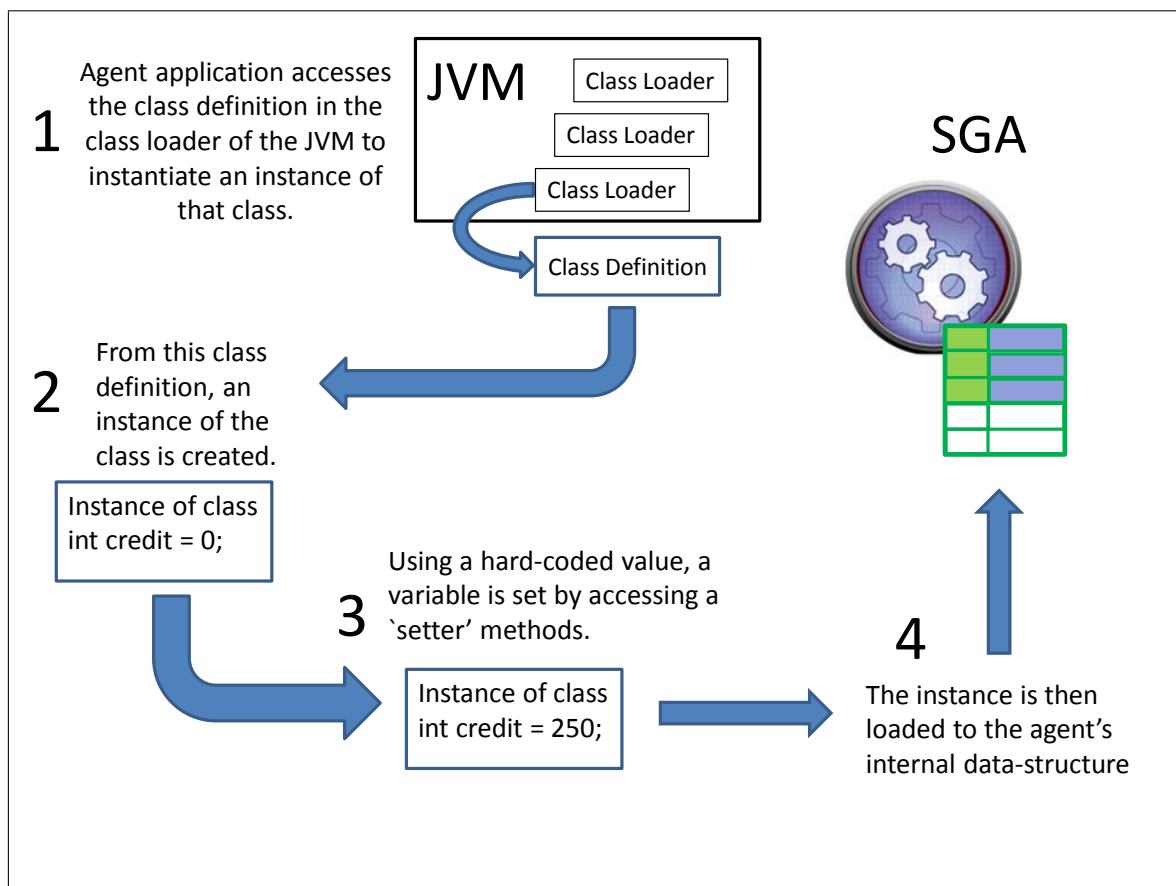 1
Agent application accesses
the class definition in the
class loader of the JVM to
instantiate an instance of
that class.
JVM
Class Loader
Class Loader
Class Loader
Class Definition
SGA
2
From this class
definition, an
instance of the
class is created.
Instance of class
int credit = 0;
3
Using a hard-coded value, a
variable is set by accessing a
`setter’ methods.
Instance of class
int credit = 250;
4
The instance is then
loaded to the agent’s
internal data-structure